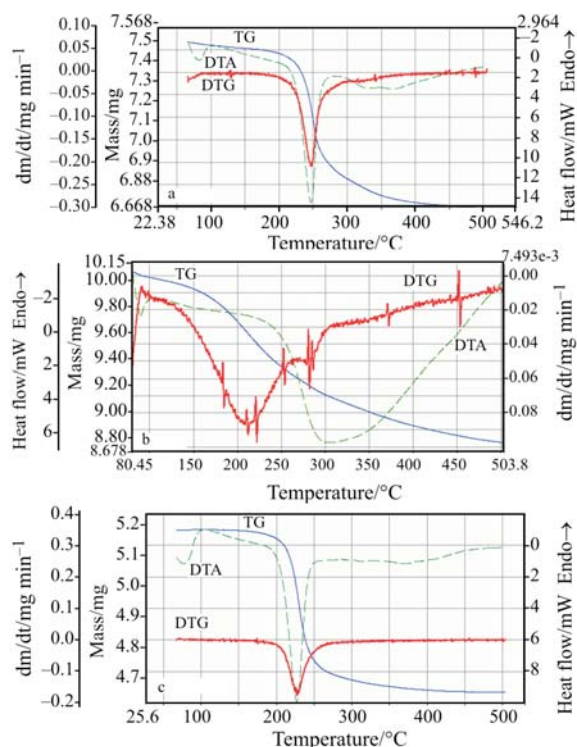 7.568
7.5
7.4
7.3
7.2
7.1
7.0
6.9
6.88
6.668
0.10
0.05
0.00
−0.05
−0.10
−0.15
−0.20
−0.25
−0.30
dm/dt/mg min−1
Mass/mg
TG
DTA
DTG
a
2.964
−2
0
2
4
6
8
10
12
14
Heat flow/mW Endo→
22.38 100 200 300 400 500 546.2
Temperature/°C
10.15
10.00
9.80
9.60
9.40
9.20
9.00
8.80
8.678
−2
0
2
4
6
Heat flow/mW Endo→
Mass/mg
TG
DTG
DTA
b
7.493e-3
0.00
0.02
0.04
0.06
0.08
dm/dt/mg min−1
80.45 150 200 250 300 350 400 450 503.8
Temperature/°C
0.4
0.3
0.2
0.1
0.0
−0.1
−0.2
dm/dt/mg min−1
5.2
5.1
5.0
4.9
4.8
4.7
Mass/mg
TG
DTA
DTG
c
0
2
4
6
8
Heat flow/mW Endo→
25.6 100 200 300 400 500
Temperature/°C